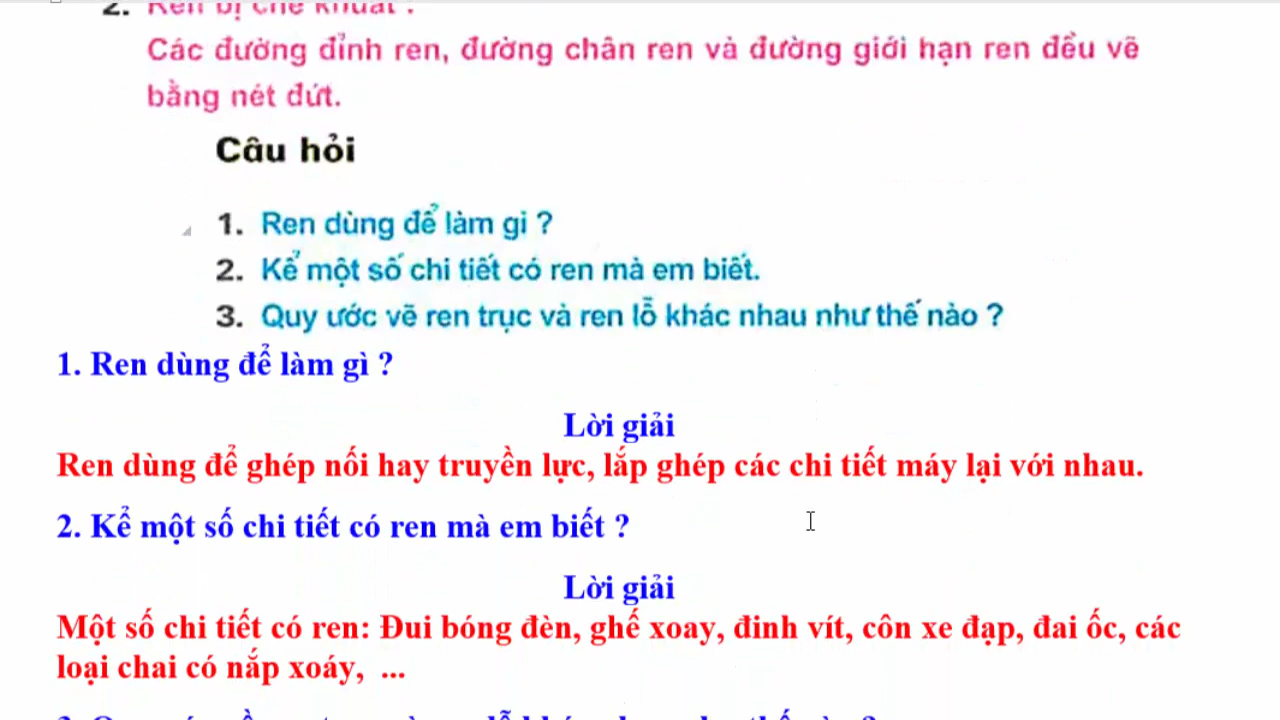 2. Ren bị che khuất :
Các đường đỉnh ren, đường chân ren và đường giới hạn ren đều vẽ
bằng nét đứt.
Câu hỏi
1. Ren dùng để làm gì ?
2. Kể một số chi tiết có ren mà em biết.
3. Quy ước vẽ ren trục và ren lỗ khác nhau như thế nào ?
1. Ren dùng để làm gì ?
Lời giải
Ren dùng để ghép nối hay truyền lực, lắp ghép các chi tiết máy lại với nhau.
2. Kể một số chi tiết có ren mà em biết ?
Lời giải
Một số chi tiết có ren: Đui bóng đèn, ghế xoay, đinh vít, côn xe đạp, đai ốc, các
loại chai có nắp xoáy, ...